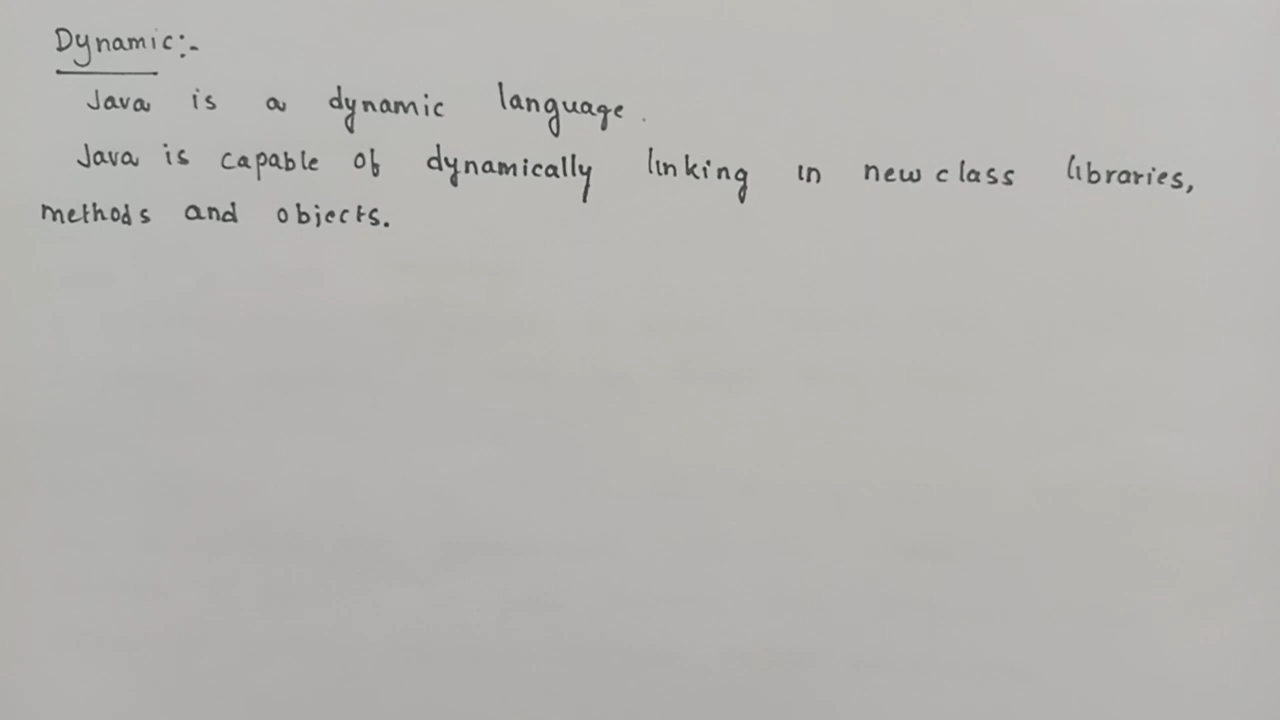 Dynamic:-
Java is a dynamic language.
Java is capable of dynamically linking in new class libraries,
methods and objects.